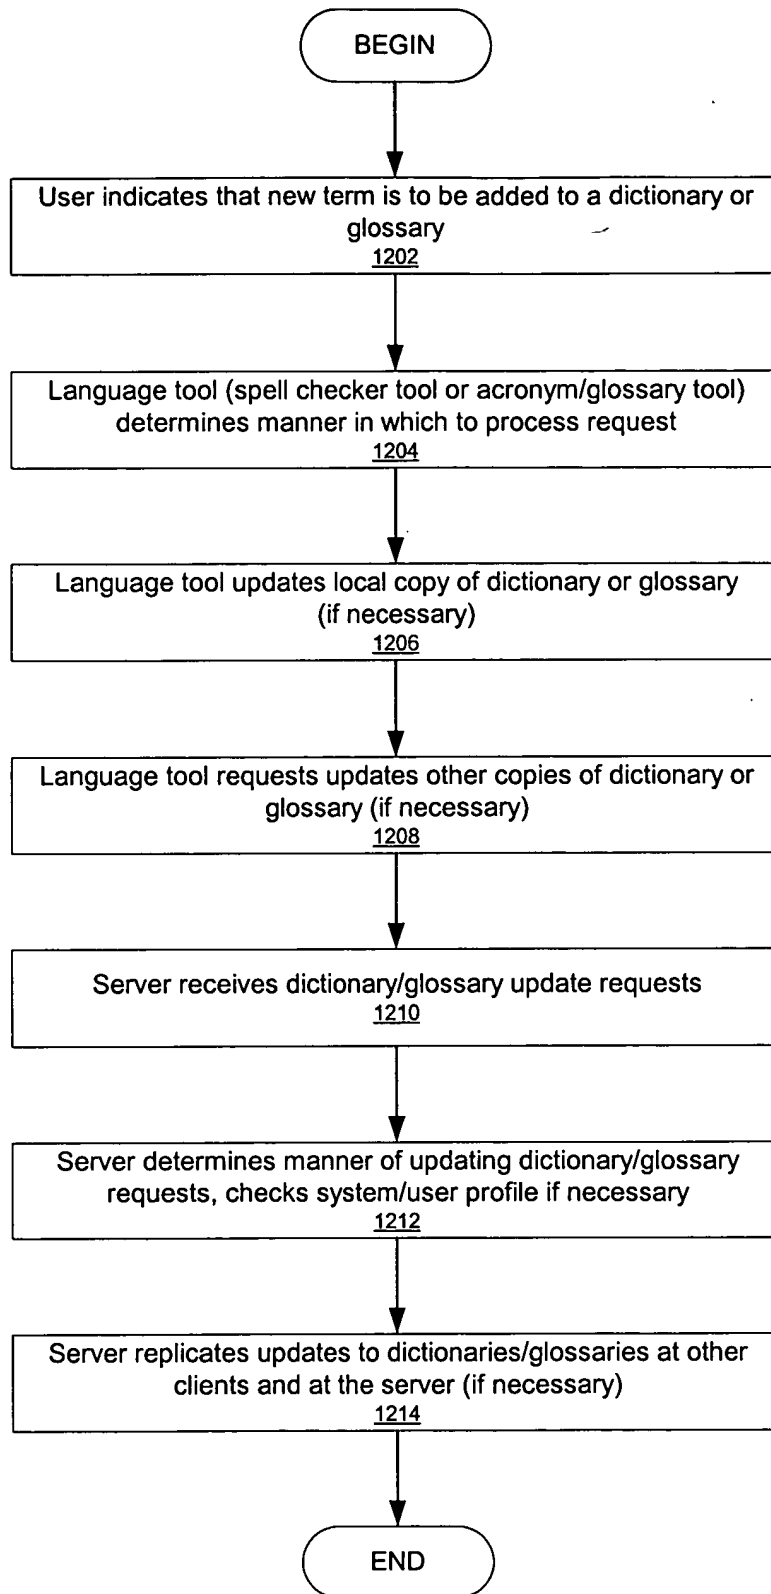 BEGIN
User indicates that new term is to be added to a dictionary or
glossary
1202
Language tool (spell checker tool or acronym/glossary tool)
determines manner in which to process request
1204
Language tool updates local copy of dictionary or glossary
(if necessary)
1206
Language tool requests updates other copies of dictionary or
glossary (if necessary)
1208
Server receives dictionary/glossary update requests
1210
Server determines manner of updating dictionary/glossary
requests, checks system/user profile if necessary
1212
Server replicates updates to dictionaries/glossaries at other
clients and at the server (if necessary)
1214
END